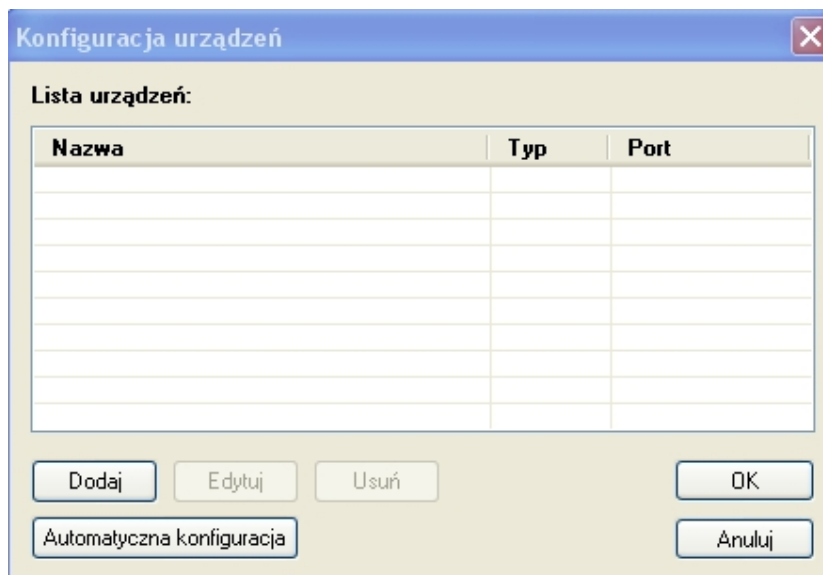 Konfiguracja urządzeń
Lista urządzeń:
Nazwa Typ Port
Dodaj Edytuj Usuń OK
Automatyczna konfiguracja Anuluj